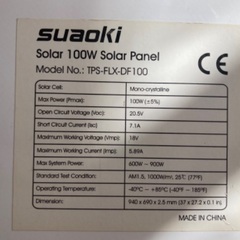 suaoki
Solar 100W Solar Panel
Model No.: TPS-FLX-DF100
CE
Solar Cell: Mono-crystalline
Max Power (Pmax): 100W (±5%)
Open Circuit Voltage (Voc): 20.5V
Short Circuit Current (Isc): 7.1A
Maximum Working Voltage (Vmp): 18V
Maximum Working Current (Imp): 5.89A
Max System Power: 600W ~ 900W
Standard Test Condition: AM1.5, 1000W/m², 25℃ (77℉)
Operating Temperature: -40℃ ~ +85℃ (-40℉ ~ 185℉)
Dimension: 940 x 690 x 2.5 mm (37 x 27.2 x 0.1 in)
MADE IN CHINA